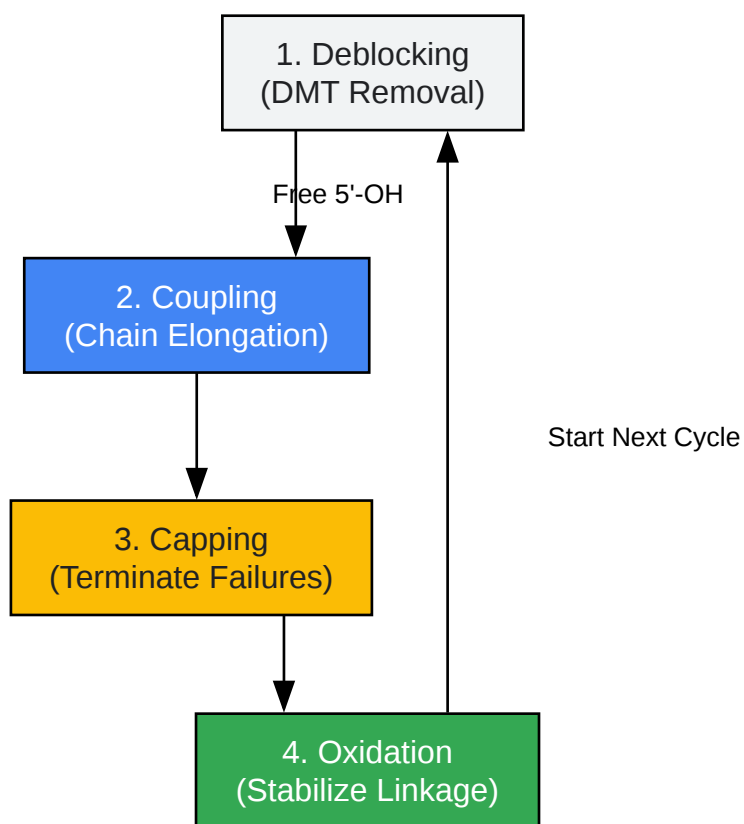 1. Deblocking
(DMT Removal)
Free 5'-OH
2. Coupling
(Chain Elongation)
Start Next Cycle
3. Capping
(Terminate Failures)
4. Oxidation
(Stabilize Linkage)